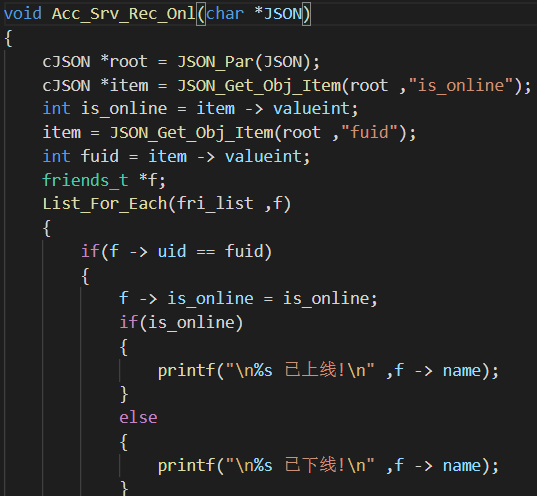 void Acc_Srv_Rec_Onl(char *JSON)
{
    cJSON *root = JSON_Par(JSON);
    cJSON *item = JSON_Get_Obj_Item(root ,"is_online");
    int is_online = item -> valueint;
    item = JSON_Get_Obj_Item(root ,"fuid");
    int fuid = item -> valueint;
    friends_t *f;
    List_For_Each(fri_list ,f)
    {
        if(f -> uid == fuid)
        {
            f -> is_online = is_online;
            if(is_online)
            {
                printf("\n%s 已上线!\n" ,f -> name);
            }
            else
            {
                printf("\n%s 已下线!\n" ,f -> name);
            }